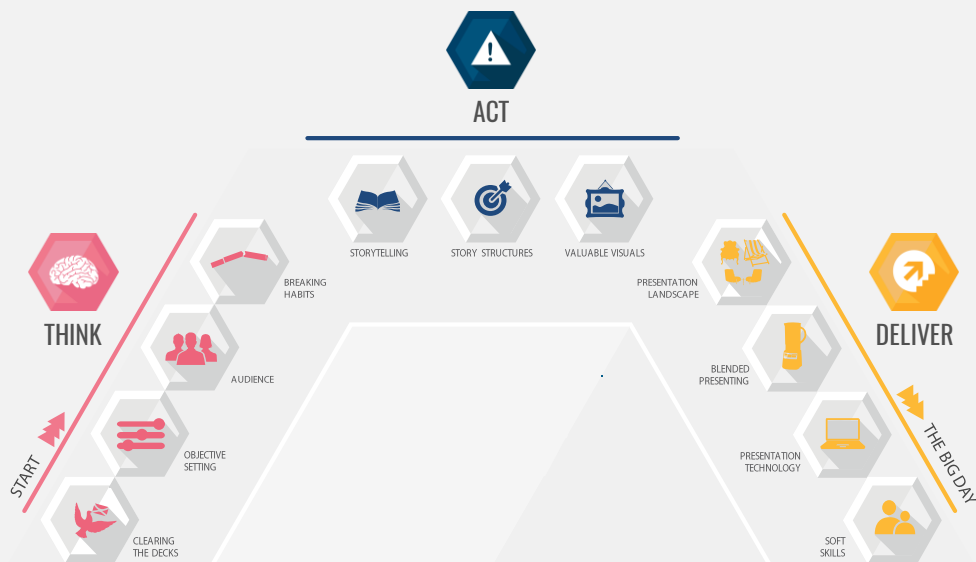 ACT
STORYTELLING
STORY STRUCTURES
VALUABLE VISUALS
THINK
BREAKING
HABITS
AUDIENCE
OBJECTIVE
SETTING
CLEARING
THE DECKS
START
PRESENTATION
LANDSCAPE
BLENDED
PRESENTING
PRESENTATION
TECHNOLOGY
SOFT
SKILLS
DELIVER
THE BIG DAY